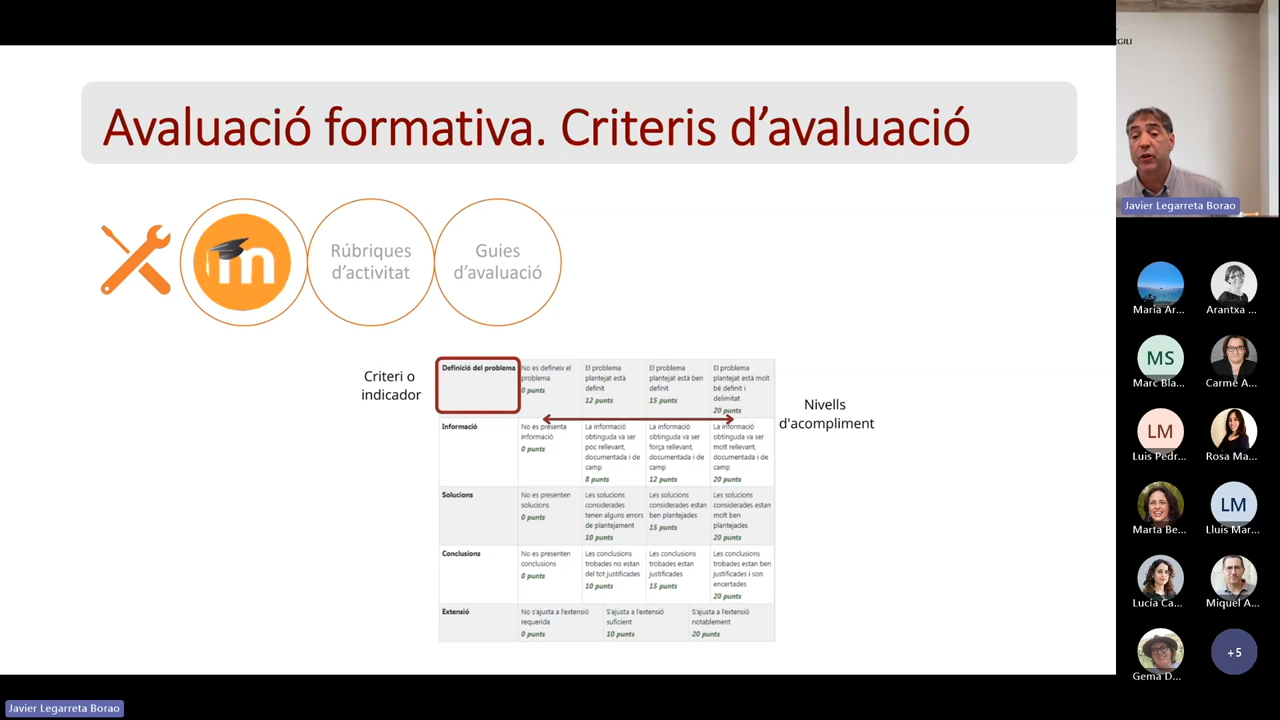 Avaluació formativa. Criteris d'avaluació
Rúbriques
d'activitat
Guies
d'avaluació
Criteri o
indicador
Nivells
d'acompliment
Definició del problema
No es defineix el
problema
0 punts
El problema
plantejat està
definit
12 punts
El problema
plantejat està ben
definit
15 punts
El problema
plantejat està molt
bé definit i
delimitat
20 punts
Informació
No es presenta
informació
0 punts
La informació
obtinguda va ser
poc rellevant,
documentada i de
camp
8 punts
La informació
obtinguda va ser
força rellevant,
documentada i de
camp
12 punts
La informació
obtinguda va ser
molt rellevant,
documentada i de
camp
20 punts
Solucions
No es presenten
solucions
0 punts
Les solucions
considerades
tenen alguns errors
de plantejament
10 punts
Les solucions
considerades estan
ben plantejades
15 punts
Les solucions
considerades estan
molt ben
plantejades
20 punts
Conclusions
No es presenten
conclusions
0 punts
Les conclusions
trobades no estan
del tot justificades
10 punts
Les conclusions
trobades estan
justificades
15 punts
Les conclusions
trobades estan ben
justificades i son
encertades
20 punts
Extensió
No s'ajusta a l'extensió
requerida
0 punts
S'ajusta a l'extensió
suficient
10 punts
S'ajusta a l'extensió
notablement
20 punts
RGILI
Javier Legarreta Borao
Maria Ar...
Arantxa ...
MS
Marc Bla...
Carme A...
LM
Luis Pedr...
Rosa Ma...
Marta Be...
LM
Lluis Mar...
Lucía Ca...
Miquel A...
Gema D...
+5
Javier Legarreta Borao